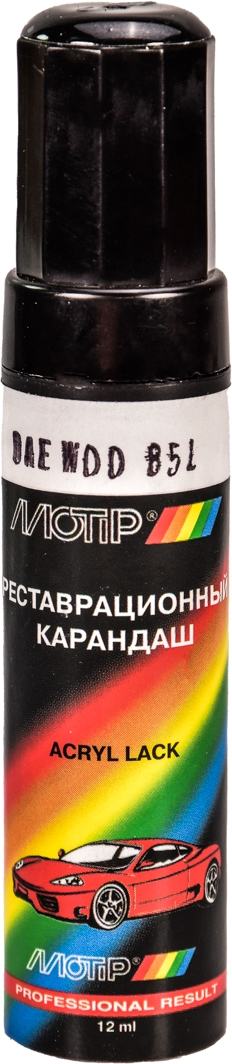 DAEWOO 85L
MOTIP®
РЕСТАВРАЦИОННЫЙ
КАРАНДАШ
ACRYL LACK
MOTIP
PROFESSIONAL RESULT
12 ml